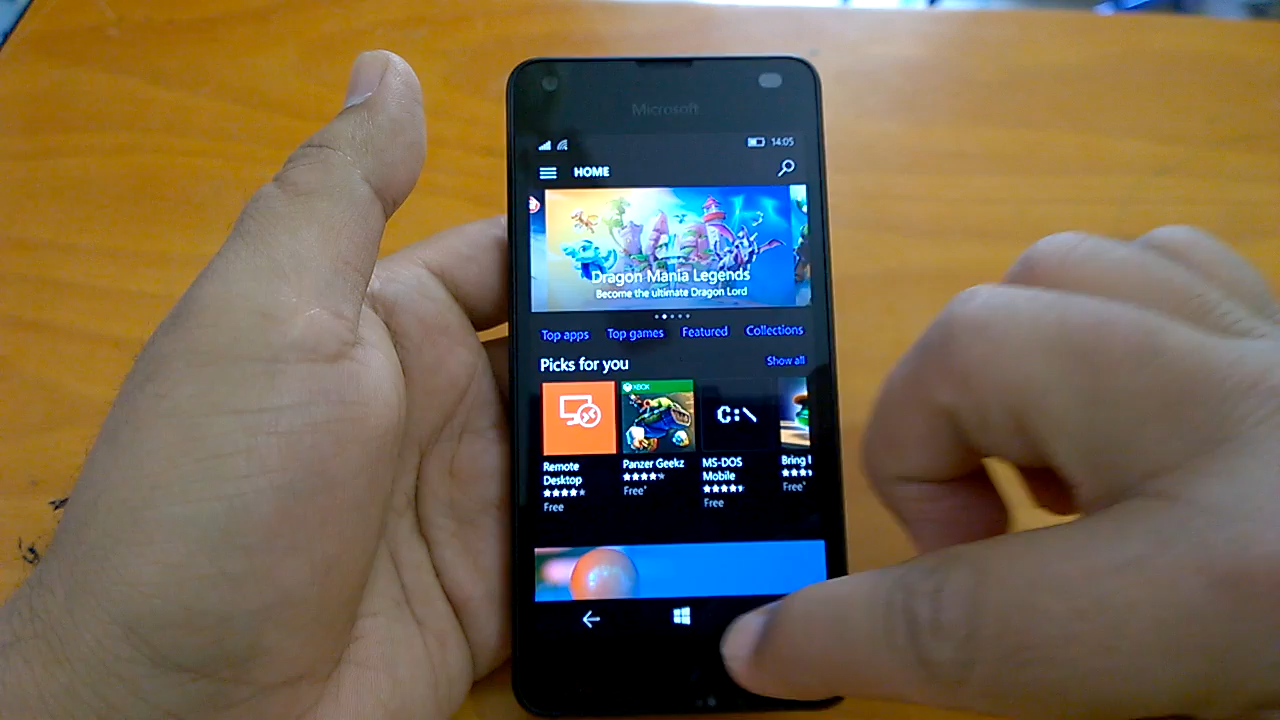 Microsoft
14:05
HOME
Dragon Mania Legends
Become the ultimate Dragon Lord
Top apps Top games Featured Collections
Picks for you Show all
XBOX
C:\
Remote
Desktop
Free
Panzer Geekz
Free*
MS-DOS
Mobile
Free
Bring
Free*